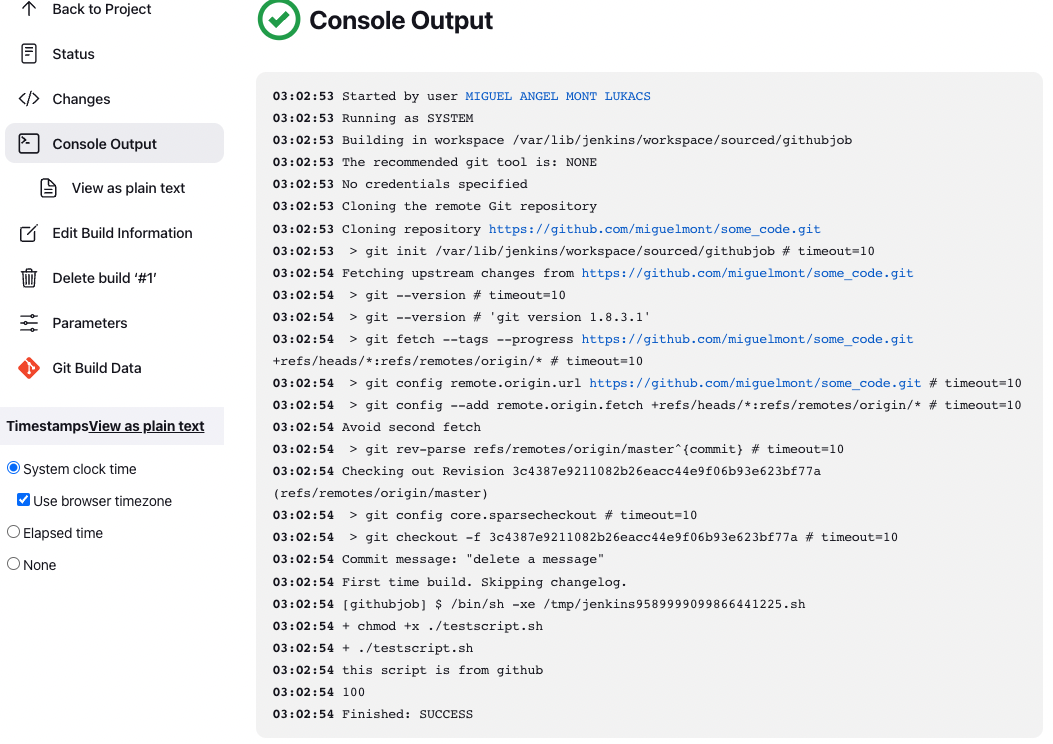 Back to Project
Status
Changes
Console Output
View as plain text
Edit Build Information
Delete build ‘#1’
Parameters
Git Build Data
TimestampsView as plain text
System clock time
Use browser timezone
Elapsed time
None
Console Output
03:02:53 Started by user MIGUEL ANGEL MONT LUKACS
03:02:53 Running as SYSTEM
03:02:53 Building in workspace /var/lib/jenkins/workspace/sourced/githubjob
03:02:53 The recommended git tool is: NONE
03:02:53 No credentials specified
03:02:53 Cloning the remote Git repository
03:02:53 Cloning repository https://github.com/miguelmont/some_code.git
03:02:53  > git init /var/lib/jenkins/workspace/sourced/githubjob # timeout=10
03:02:54 Fetching upstream changes from https://github.com/miguelmont/some_code.git
03:02:54  > git --version # timeout=10
03:02:54  > git --version # 'git version 1.8.3.1'
03:02:54  > git fetch --tags --progress https://github.com/miguelmont/some_code.git
+refs/heads/*:refs/remotes/origin/* # timeout=10
03:02:54  > git config remote.origin.url https://github.com/miguelmont/some_code.git # timeout=10
03:02:54  > git config --add remote.origin.fetch +refs/heads/*:refs/remotes/origin/* # timeout=10
03:02:54 Avoid second fetch
03:02:54  > git rev-parse refs/remotes/origin/master^{commit} # timeout=10
03:02:54 Checking out Revision 3c4387e9211082b26eacc44e9f06b93e623bf77a
(refs/remotes/origin/master)
03:02:54  > git config core.sparsecheckout # timeout=10
03:02:54  > git checkout -f 3c4387e9211082b26eacc44e9f06b93e623bf77a # timeout=10
03:02:54 Commit message: "delete a message"
03:02:54 First time build. Skipping changelog.
03:02:54 [githubjob] $ /bin/sh -xe /tmp/jenkins9589999099866441225.sh
03:02:54 + chmod +x ./testscript.sh
03:02:54 + ./testscript.sh
03:02:54 this script is from github
03:02:54 100
03:02:54 Finished: SUCCESS